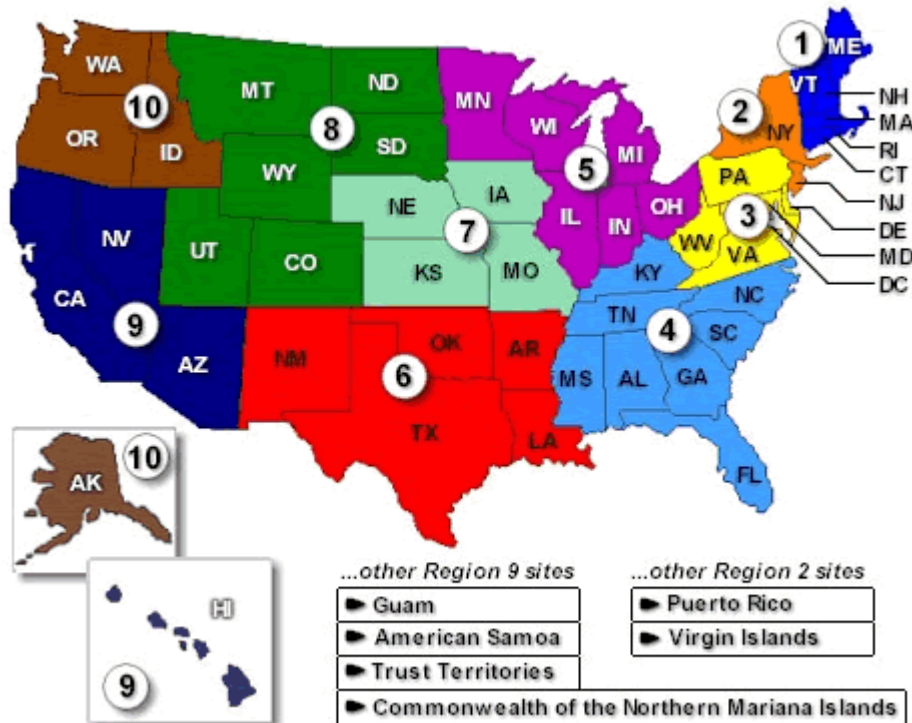 1
ME
WA
MT
ND
MN
VT
NH
10
2
MA
8
WI
NY
OR
ID
SD
MI
RI
5
CT
WY
PA
IA
NJ
NE
OH
3
DE
NV
7
IL
IN
WV
UT
VA
MD
CO
KS
MO
KY
DC
CA
NC
TN
9
4
OK
AR
SC
NM
6
AZ
MS
AL
GA
TX
LA
10
FL
AK
...other Region 9 sites
Guam
American Samoa
Trust Territories
Commonwealth of the Northern Mariana Islands
...other Region 2 sites
Puerto Rico
Virgin Islands
HI
9